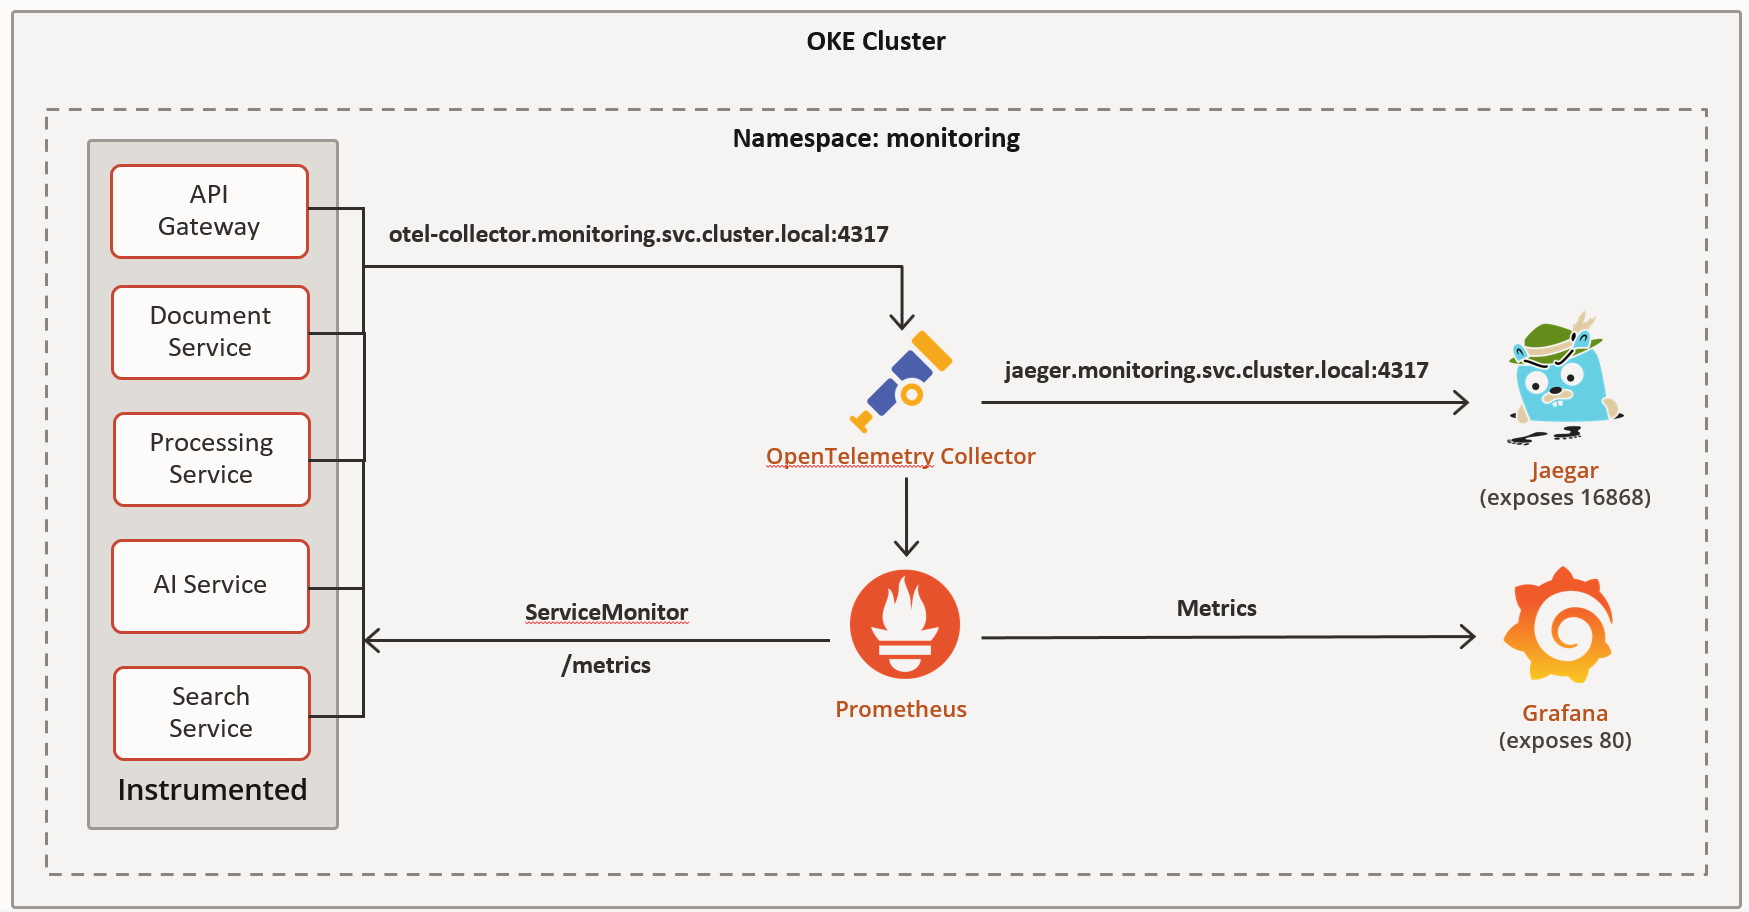 OKE Cluster
Namespace: monitoring
API
Gateway
Document
Service
Processing
Service
AI Service
Search
Service
Instrumented
otel-collector.monitoring.svc.cluster.local:4317
OpenTelemetry Collector
jaeger.monitoring.svc.cluster.local:4317
Jaegar
(exposes 16868)
ServiceMonitor
/metrics
Prometheus
Metrics
Grafana
(exposes 80)